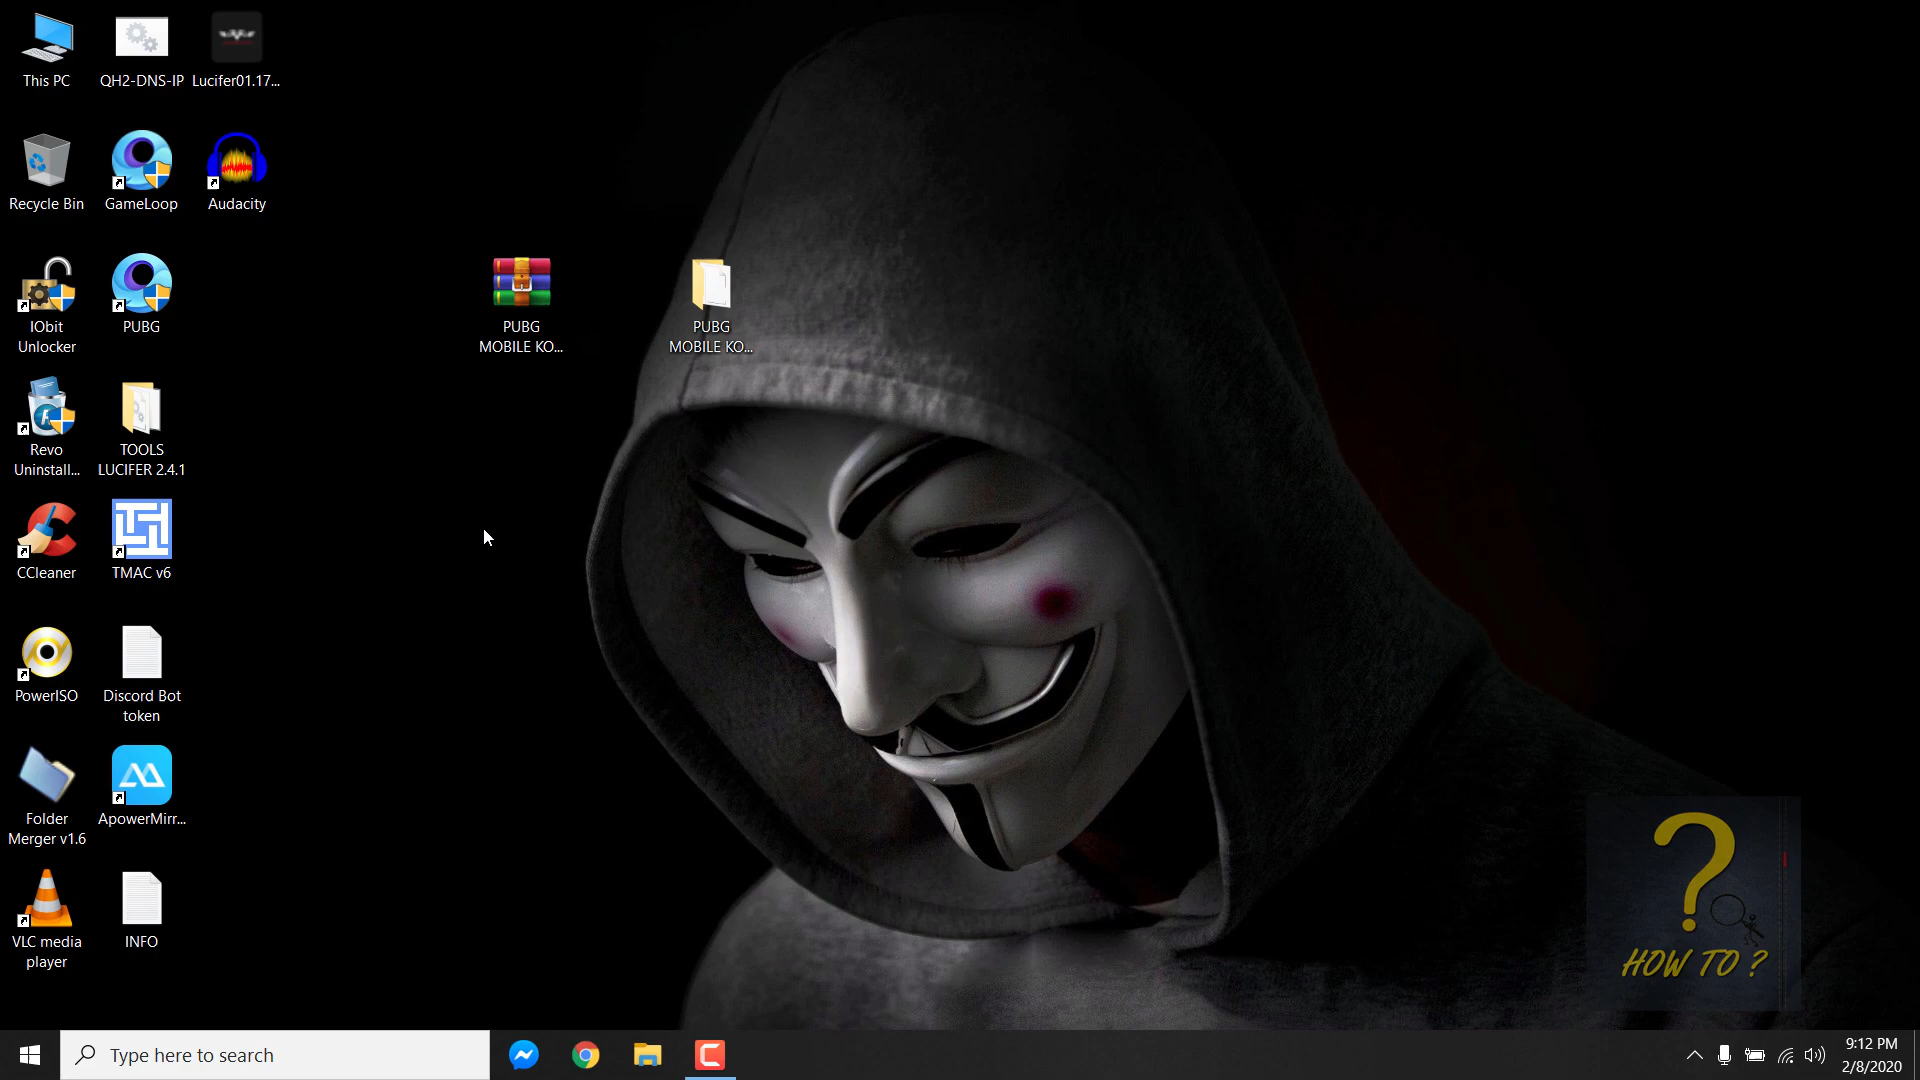 This PC
QH2-DNS-IP
Lucifer01.17...
Recycle Bin
GameLoop
Audacity
IObit
Unlocker
PUBG
PUBG
MOBILE KO...
PUBG
MOBILE KO...
Revo
Uninstall...
TOOLS
LUCIFER 2.4.1
CCleaner
TMAC v6
PowerISO
Discord Bot
token
Folder
Merger v1.6
ApowerMirr...
VLC media
player
INFO
?
HOW TO ?
Type here to search
9:12 PM
2/8/2020